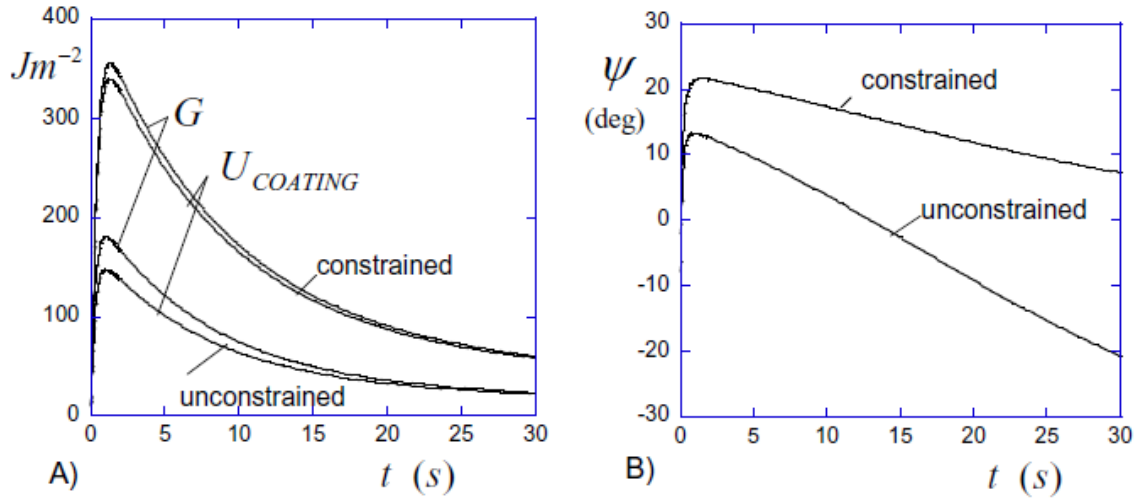 400
Jm⁻²
300
200
100
0
G
U_COATING
constrained
unconstrained
0 5 10 15 20 25 30
A)
t (s)
30
20
10
0
-10
-20
-30
ψ
(deg)
constrained
unconstrained
0 5 10 15 20 25 30
B)
t (s)